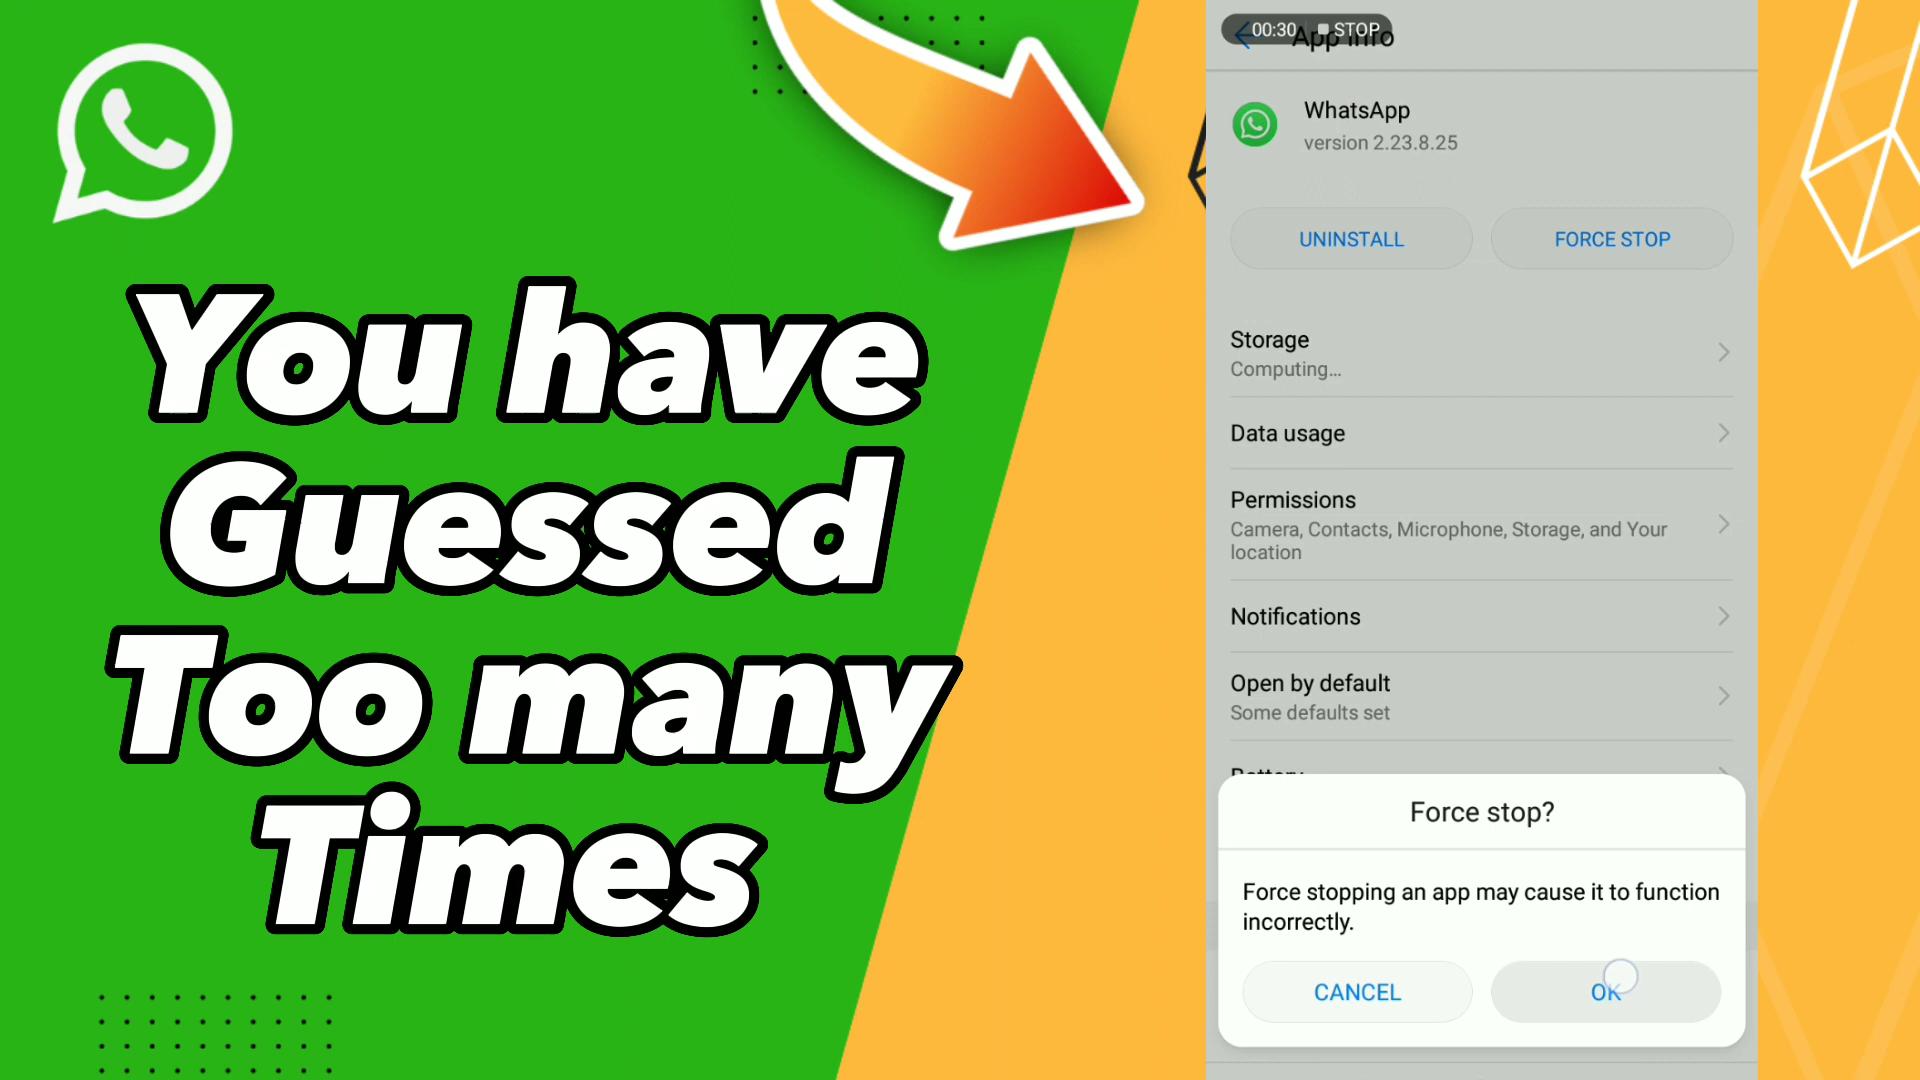 You have
Guessed
Too many
Times
00:30 STOP
App info
WhatsApp
version 2.23.8.25
UNINSTALL
FORCE STOP
Storage
Computing...
Data usage
Permissions
Camera, Contacts, Microphone, Storage, and Your
location
Notifications
Open by default
Some defaults set
Battery
Force stop?
Force stopping an app may cause it to function
incorrectly.
CANCEL
OK